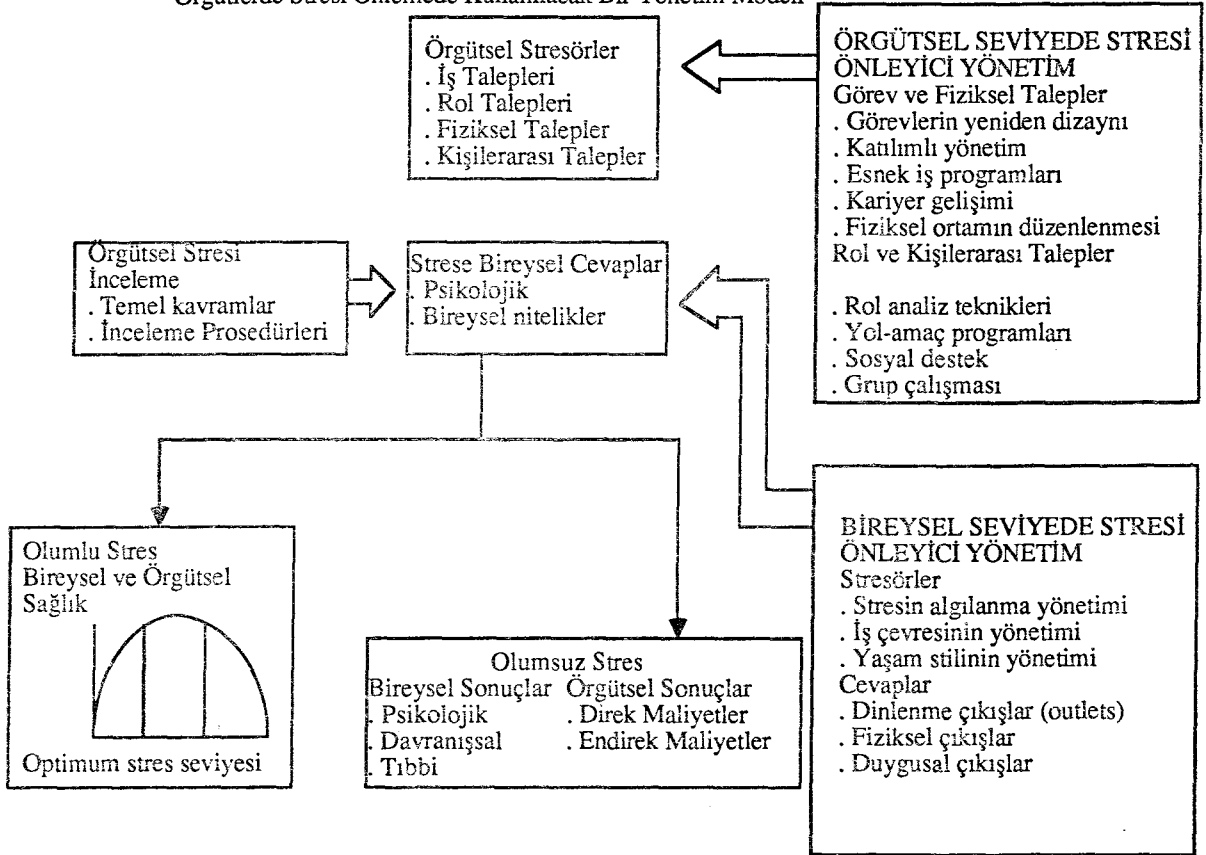 Örgütlerde Stresi Önlemede Kullanılacak Bir Yönetim Modeli
Örgütsel Stresörler
. İş Talepleri
. Rol Talepleri
. Fiziksel Talepler
. Kişilerarası Talepler
ÖRGÜTSEL SEVİYEDE STRESİ
ÖNLEYİCİ YÖNETİM
Görev ve Fiziksel Talepler
. Görevlerin yeniden dizaynı
. Katılımlı yönetim
. Esnek iş programları
. Kariyer gelişimi
. Fiziksel ortamın düzenlenmesi
Rol ve Kişilerarası Talepler
. Rol analiz teknikleri
. Yol-amaç programları
. Sosyal destek
. Grup çalışması
Örgütsel Stresi
İnceleme
. Temel kavramlar
. İnceleme Prosedürleri
Strese Bireysel Cevaplar
. Psikolojik
. Bireysel nitelikler
Olumlu Stres
Bireysel ve Örgütsel
Sağlık
Optimum stres seviyesi
Olumsuz Stres
Bireysel Sonuçlar Örgütsel Sonuçlar
. Psikolojik . Direk Maliyetler
. Davranışsal . Endirek Maliyetler
. Tıbbi
BİREYSEL SEVİYEDE STRESİ
ÖNLEYİCİ YÖNETİM
Stresörler
. Stresin algılanma yönetimi
. İş çevresinin yönetimi
. Yaşam stilinin yönetimi
Cevaplar
. Dinlenme çıkışlar (outlets)
. Fiziksel çıkışlar
. Duygusal çıkışlar